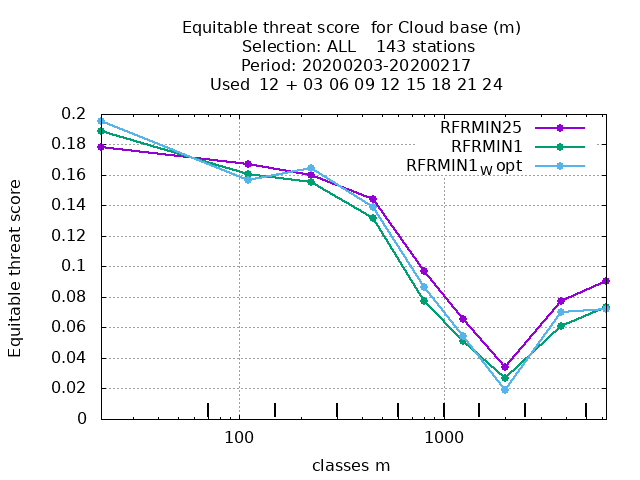 Equitable threat score  for Cloud base (m)
Selection: ALL    143 stations
Period: 20200203-20200217
Used  12 + 03 06 09 12 15 18 21 24
RFRMIN25
RFRMIN1
RFRMIN1W opt
Equitable threat score
0.2
0.18
0.16
0.14
0.12
0.1
0.08
0.06
0.04
0.02
0
100
1000
classes m